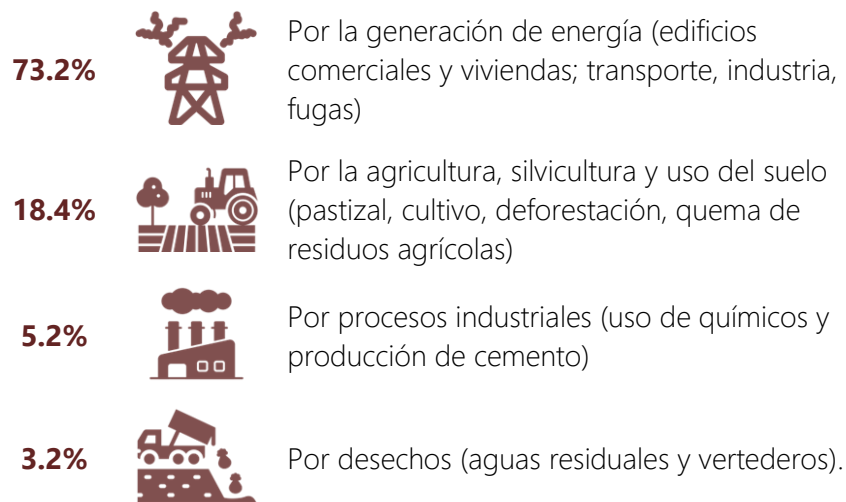 73.2%
Por la generación de energía (edificios
comerciales y viviendas; transporte, industria,
fugas)
18.4%
Por la agricultura, silvicultura y uso del suelo
(pastizal, cultivo, deforestación, quema de
residuos agrícolas)
5.2%
Por procesos industriales (uso de químicos y
producción de cemento)
3.2%
Por desechos (aguas residuales y vertederos).